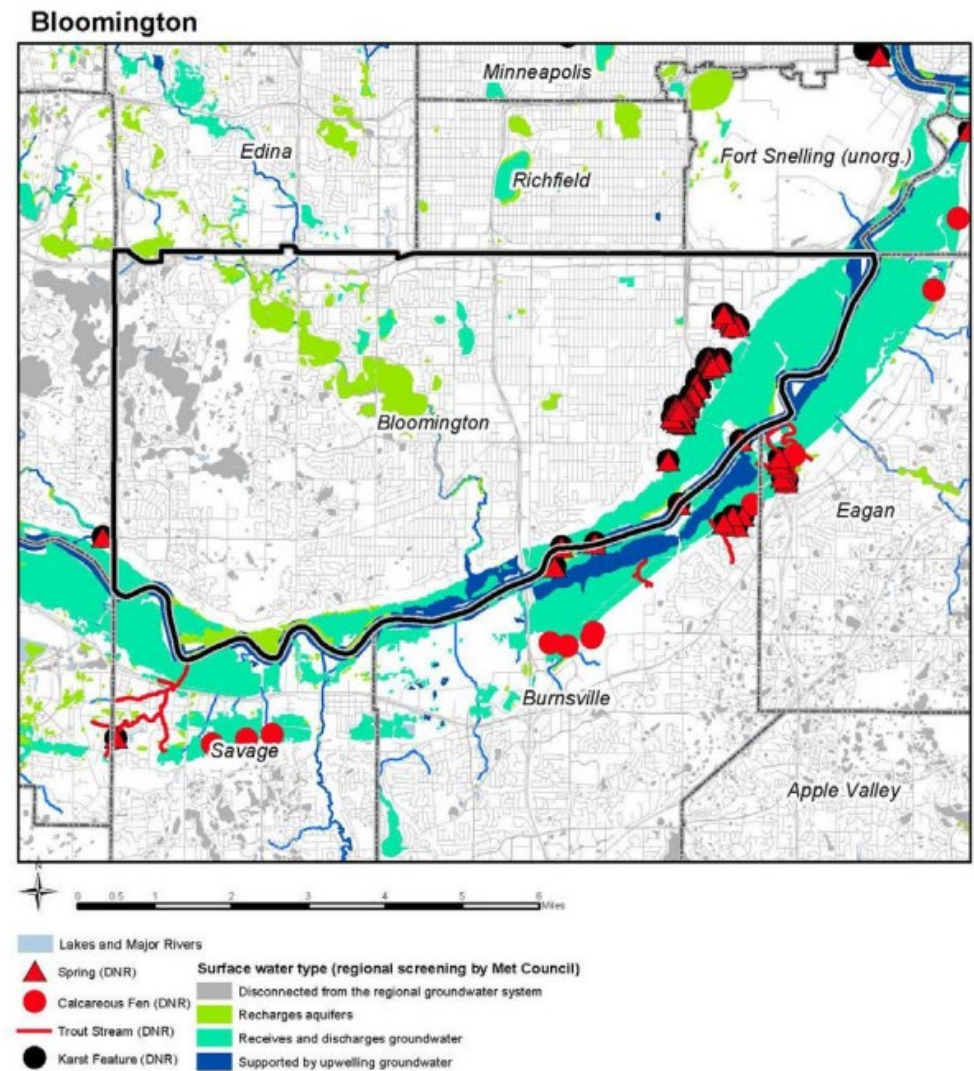 Bloomington
Minneapolis
Edina
Fort Snelling (unorg.)
Richfield
Bloomington
Eagan
Burnsville
Savage
Apple Valley
N
0 0.5 1 2 3 4 5 6
Miles
Lakes and Major Rivers
Spring (DNR)
Calcareous Fen (DNR)
Trout Stream (DNR)
Karst Feature (DNR)
Surface water type (regional screening by Met Council)
Disconnected from the regional groundwater system
Recharges aquifers
Receives and discharges groundwater
Supported by upwelling groundwater